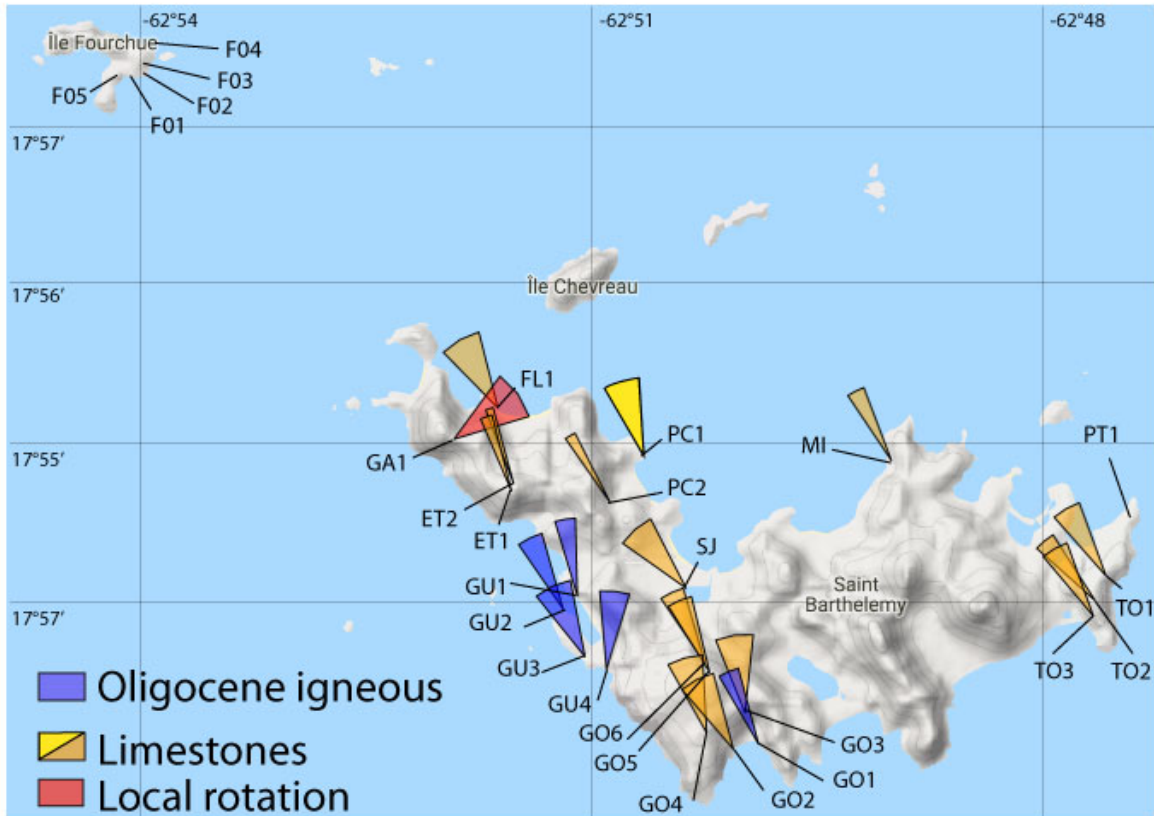 -62°54
-62°51
-62°48
Île Fourchue
F04
F03
F05
F02
F01
17°57′
17°56′
Île Chevreau
FL1
17°55′
GA1
PC1
MI
PT1
ET2
PC2
ET1
SJ
GU1
Saint
Barthelemy
17°57′
GU2
TO1
GU3
TO3
TO2
Oligocene igneous
GU4
GO6
GO3
Limestones
GO5
GO1
Local rotation
GO4
GO2